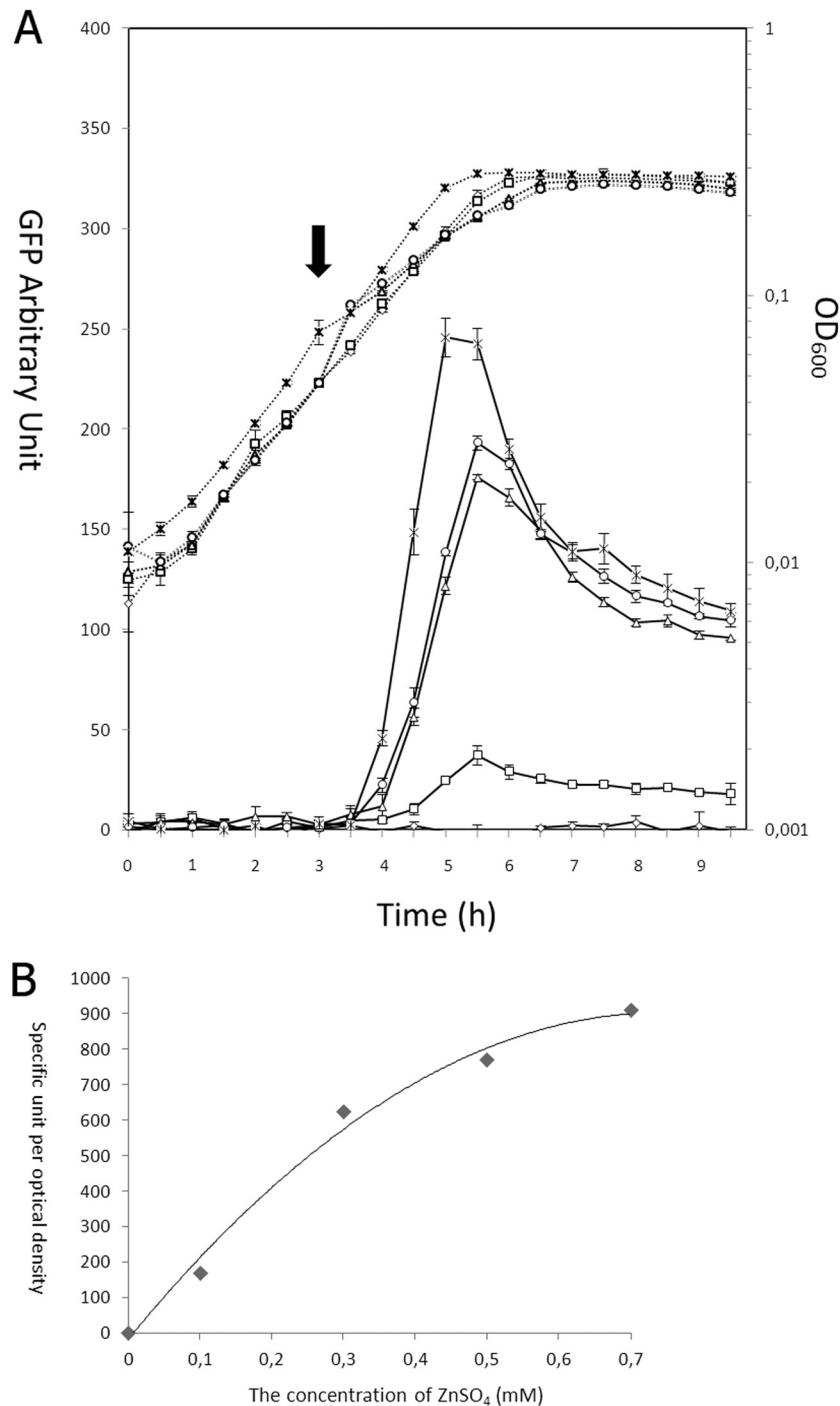 A
400
350
300
250
200
150
100
50
0
GFP Arbitrary Unit
1
0,1
0,01
0,001
OD600
0 1 2 3 4 5 6 7 8 9
Time (h)
B
1000
900
800
700
600
500
400
300
200
100
0
Specific unit per optical density
0 0,1 0,2 0,3 0,4 0,5 0,6 0,7
The concentration of ZnSO4 (mM)